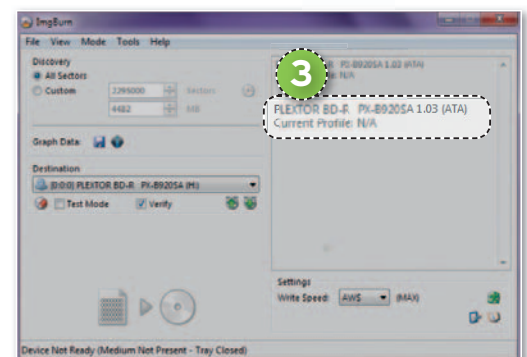 ImgBurn
File View Mode Tools Help
Discovery
All Sectors
Custom 2295000 Sectors
4482 MB
Graph Data:
Destination
[0:0:0] PLEXTOR BD-R PX-B920SA (H:)
Test Mode Verify
3
R PX-B920SA 1.03 (ATA)
N/A
PLEXTOR BD-R PX-B920SA 1.03 (ATA)
Current Profile: N/A
Settings
Write Speed: AWS (MAX)
Device Not Ready (Medium Not Present - Tray Closed)